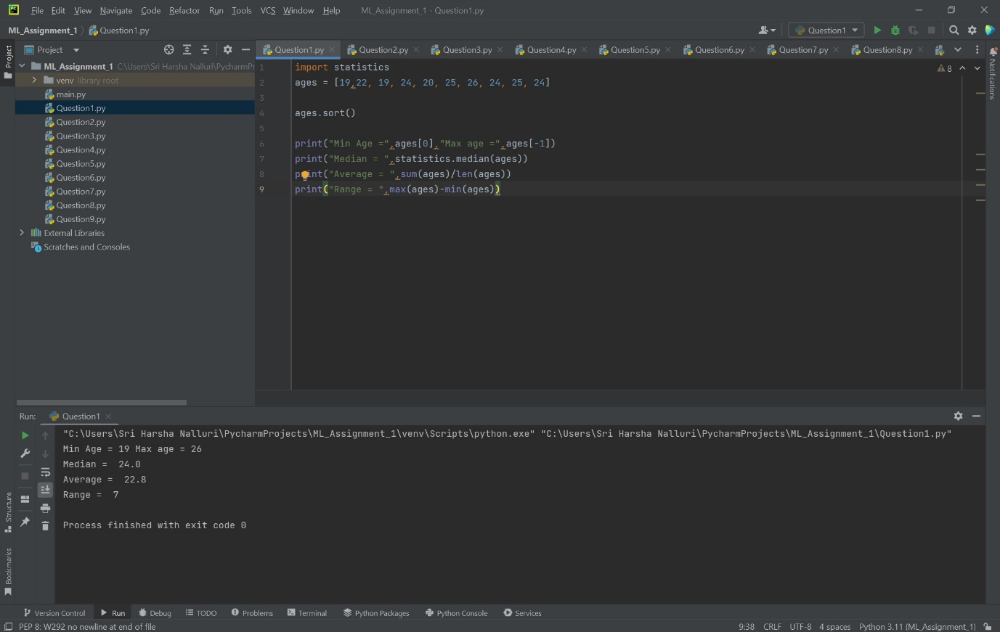 File Edit View Navigate Code Refactor Run Tools VCS Window Help ML_Assignment_1 - Question1.py
ML_Assignment_1 Question1.py Question1
Project
Question1.py Question2.py Question3.py Question4.py Question5.py Question6.py Question7.py Question8.py
Project
Notifications
ML_Assignment_1 C:\Users\Sri Harsha Nalluri\PycharmPr
venv library root
main.py
Question1.py
Question2.py
Question3.py
Question4.py
Question5.py
Question6.py
Question7.py
Question8.py
Question9.py
External Libraries
Scratches and Consoles
8
1 import statistics
2 ages = [19,22, 19, 24, 20, 25, 26, 24, 25, 24]
3
4 ages.sort()
5
6 print("Min Age =",ages[0],"Max age =",ages[-1])
7 print("Median = ",statistics.median(ages))
8 print("Average = ",sum(ages)/len(ages))
9 print("Range = ",max(ages)-min(ages))
Run: Question1
"C:\Users\Sri Harsha Nalluri\PycharmProjects\ML_Assignment_1\venv\Scripts\python.exe" "C:\Users\Sri Harsha Nalluri\PycharmProjects\ML_Assignment_1\Question1.py"
Min Age = 19 Max age = 26
Median =  24.0
Average =  22.8
Range =  7
Process finished with exit code 0
Structure
Bookmarks
Version Control Run Debug TODO Problems Terminal Python Packages Python Console Services
PEP 8: W292 no newline at end of file 9:38 CRLF UTF-8 4 spaces Python 3.11 (ML_Assignment_1)